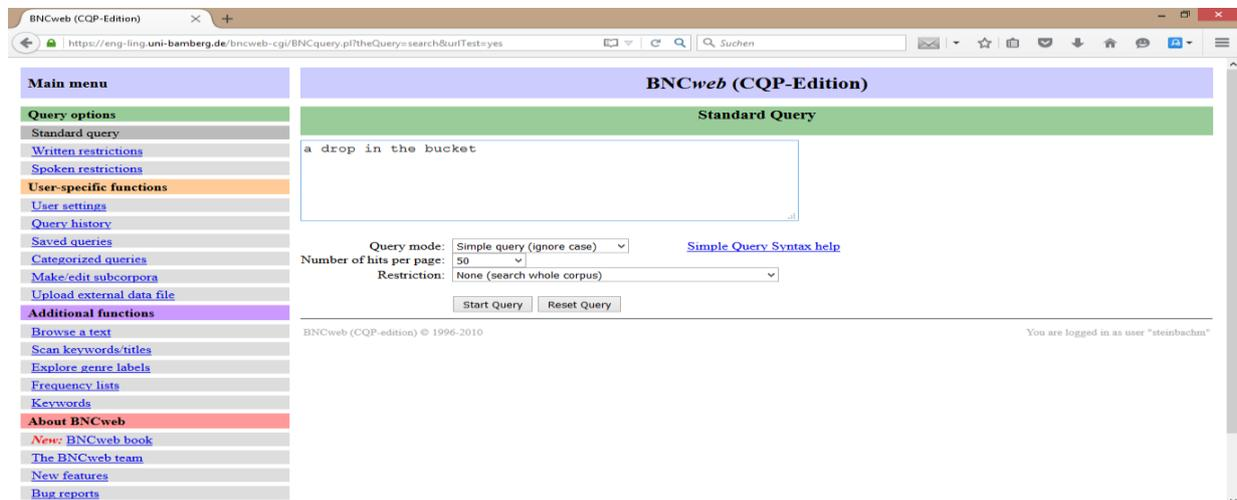 BNCweb (CQP-Edition)
https://eng-ling.uni-bamberg.de/bncweb-cgi/BNCquery.pl?theQuery=search&urlTest=yes
Suchen
Main menu
Query options
Standard query
Written restrictions
Spoken restrictions
User-specific functions
User settings
Query history
Saved queries
Categorized queries
Make/edit subcorpora
Upload external data file
Additional functions
Browse a text
Scan keywords/titles
Explore genre labels
Frequency lists
Keywords
About BNCweb
New: BNCweb book
The BNCweb team
New features
Bug reports
BNCweb (CQP-Edition)
Standard Query
a drop in the bucket
Query mode: Simple query (ignore case) Simple Query Syntax help
Number of hits per page: 50
Restriction: None (search whole corpus)
Start Query Reset Query
BNCweb (CQP-edition) © 1996-2010 You are logged in as user "steinbachm"